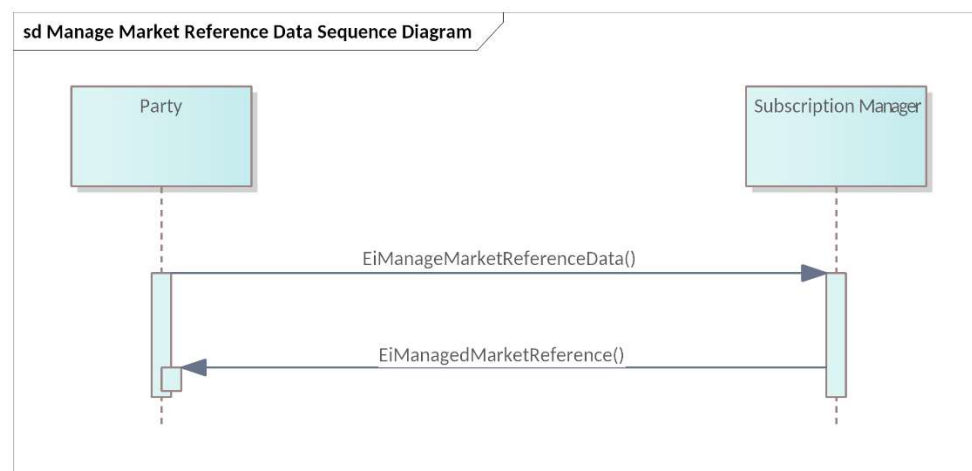 sd Manage Market Reference Data Sequence Diagram
Party
Subscription Manager
EiManageMarketReferenceData()
EiManagedMarketReference()